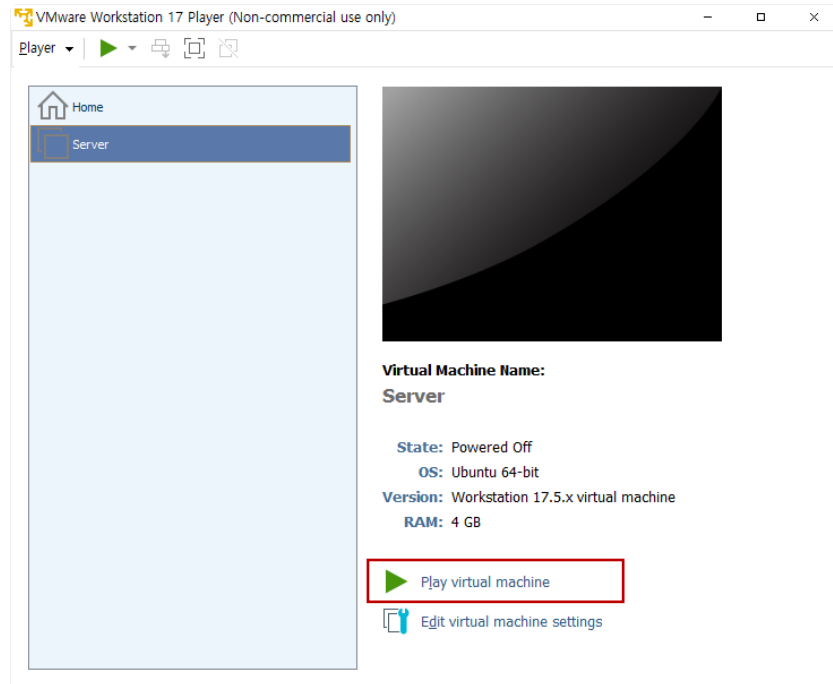 VMware Workstation 17 Player (Non-commercial use only)
Player
Home
Server
Virtual Machine Name:
Server
State: Powered Off
OS: Ubuntu 64-bit
Version: Workstation 17.5.x virtual machine
RAM: 4 GB
Play virtual machine
Edit virtual machine settings